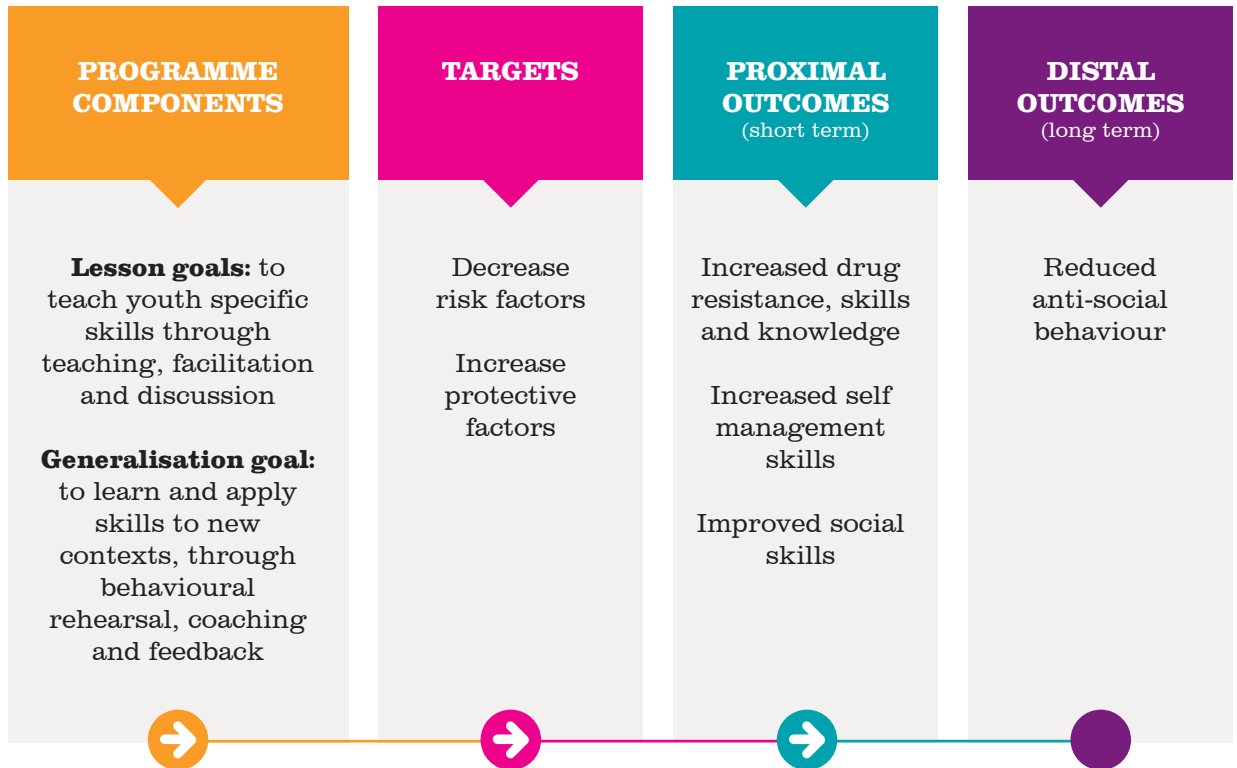 PROGRAMME
COMPONENTS
Lesson goals: to
teach youth specific
skills through
teaching, facilitation
and discussion
Generalisation goal:
to learn and apply
skills to new
contexts, through
behavioural
rehearsal, coaching
and feedback
TARGETS
Decrease
risk factors
Increase
protective
factors
PROXIMAL
OUTCOMES
(short term)
Increased drug
resistance, skills
and knowledge
Increased self
management
skills
Improved social
skills
DISTAL
OUTCOMES
(long term)
Reduced
anti-social
behaviour